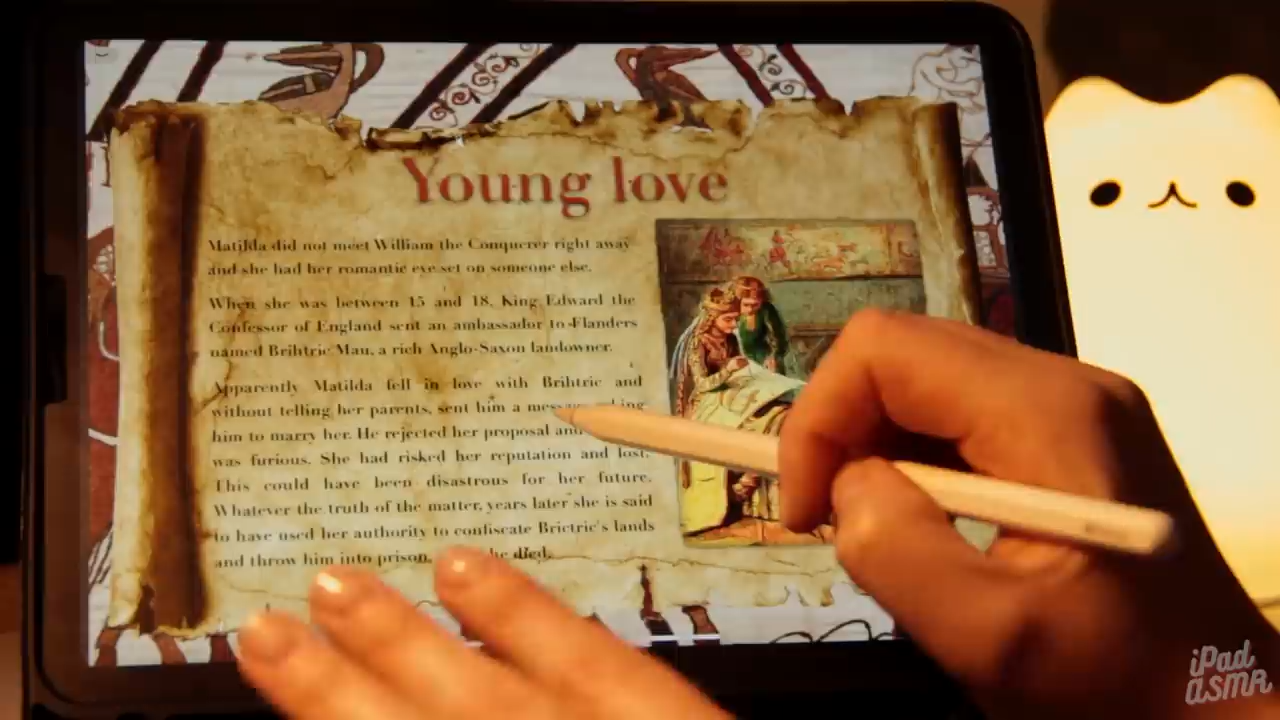 Young love
Matilda did not meet William the Conquerer right away
and she had her romantic eye set on someone else.
When she was between 15 and 18, King Edward the
Confessor of England sent an ambassador to Flanders
named Brihtric Mau, a rich Anglo-Saxon landowner.
Apparently Matilda fell in love with Brihtric and
without telling her parents, sent him a
him to marry her. He rejected her proposal and
was furious. She had risked her reputation and lost.
This could have been disastrous for her future.
Whatever the truth of the matter, years later she is said
to have used her authority to confiscate Brictric's lands
and throw him into prison, he died.
iPad
ASMR